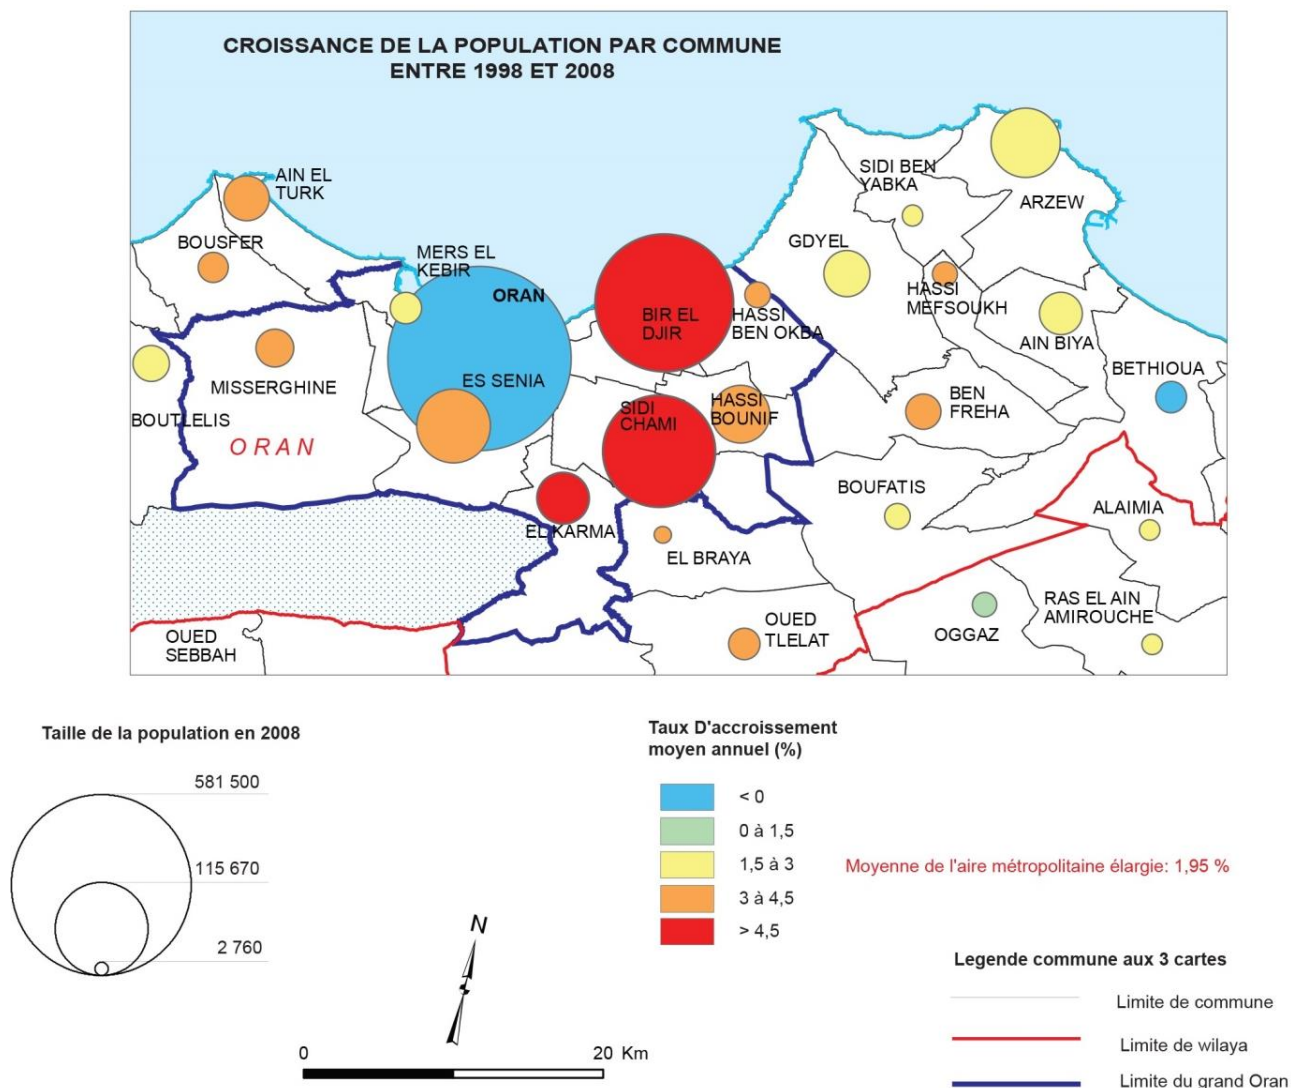 CROISSANCE DE LA POPULATION PAR COMMUNE
ENTRE 1998 ET 2008
AIN EL
TURK
BOUSFER
MERS EL
KEBIR
ORAN
SIDI BEN
YABKA
ARZEW
GDYEL
HASSI
MEFSOUKH
BIR EL
DJIR
HASSI
BEN OKBA
AIN BIYA
BETHIOUA
MISSERGHINE
ES SENIA
BOUTLELIS
ORAN
SIDI
CHAMI
HASSI
BOUNIF
BEN
FREHA
BOUFATIS
ALAIMIA
EL KARMA
EL BRAYA
OUED
SEBBAH
OUED
TLELAT
OGGAZ
RAS EL AIN
AMIROUCHE
Taille de la population en 2008
581 500
115 670
2 760
Taux D'accroissement
moyen annuel (%)
< 0
0 à 1,5
1,5 à 3
3 à 4,5
> 4,5
Moyenne de l'aire métropolitaine élargie: 1,95 %
N
0 20 Km
Legende commune aux 3 cartes
Limite de commune
Limite de wilaya
Limite du grand Oran